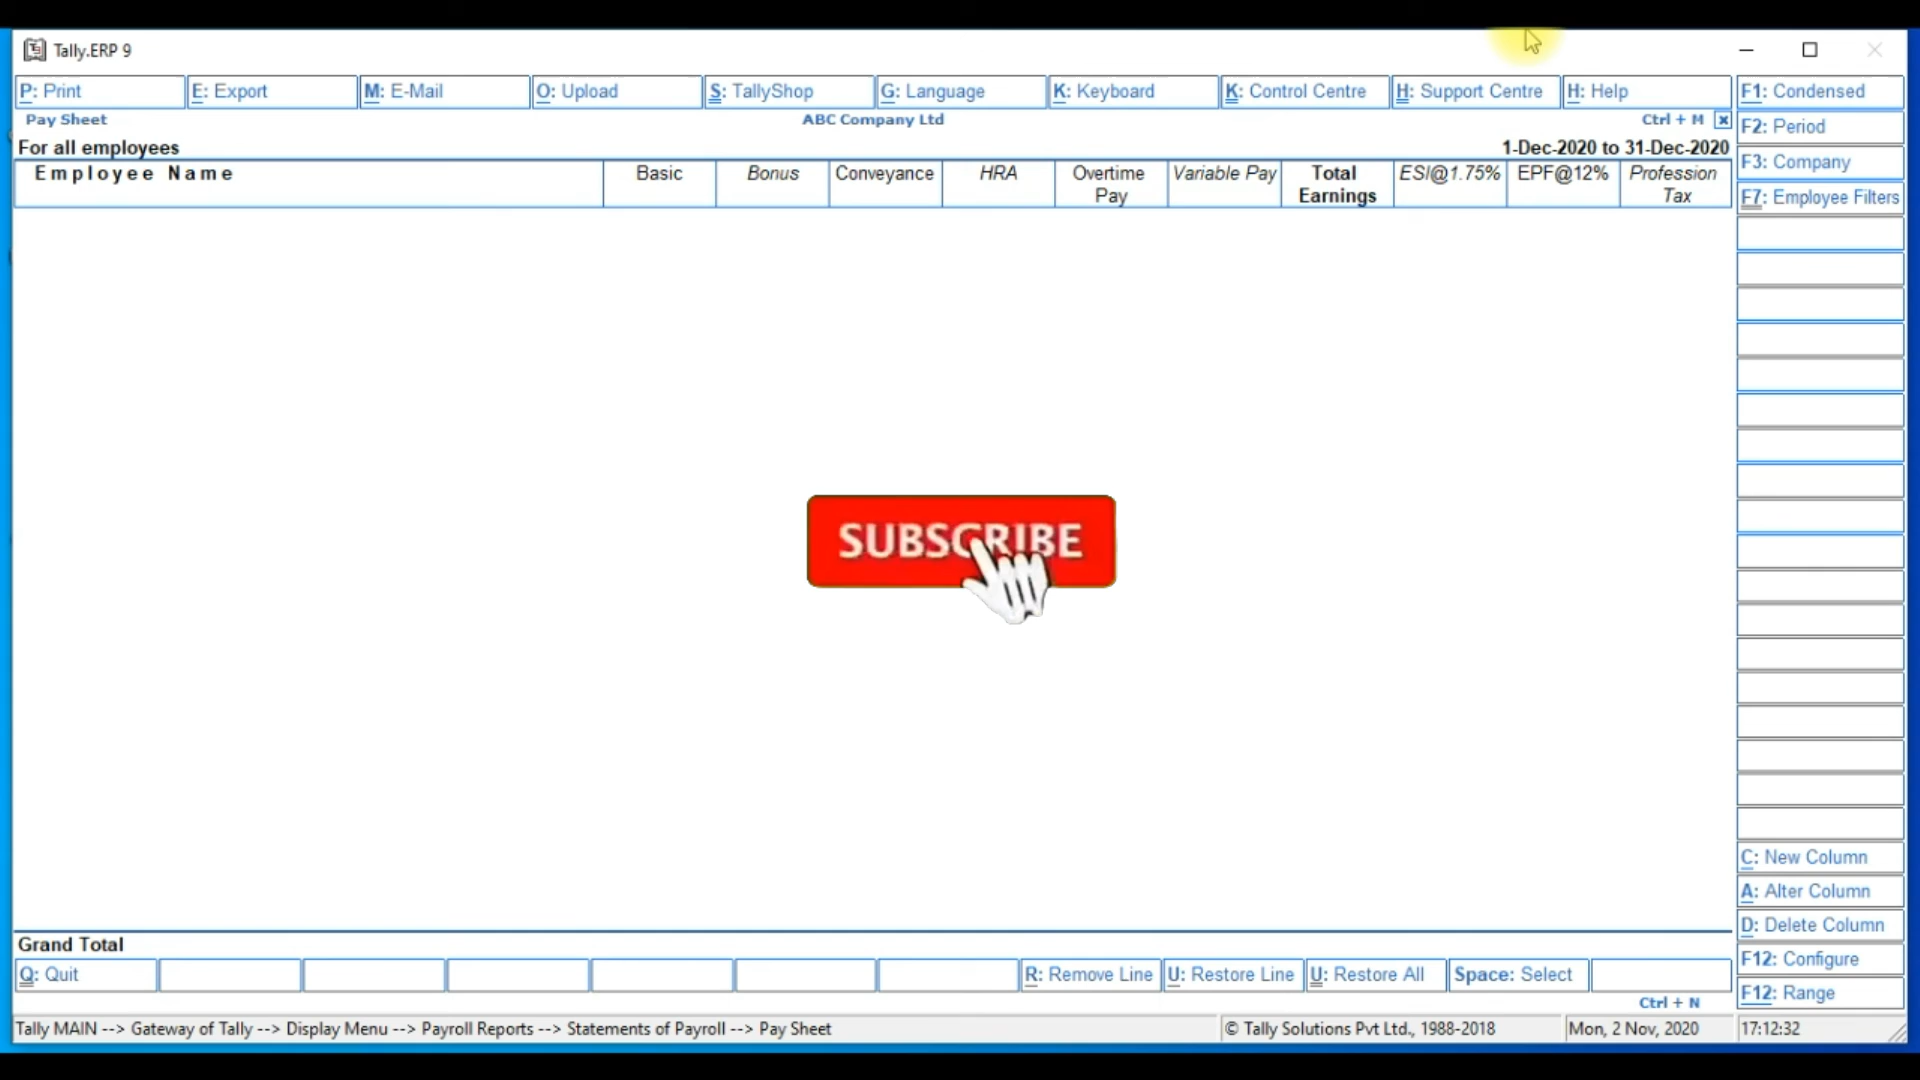 Tally.ERP 9
P: Print E: Export M: E-Mail O: Upload S: TallyShop G: Language K: Keyboard K: Control Centre H: Support Centre H: Help F1: Condensed
Pay Sheet ABC Company Ltd Ctrl + M
F2: Period
For all employees 1-Dec-2020 to 31-Dec-2020
F3: Company
Employee Name Basic Bonus Conveyance HRA Overtime Pay Variable Pay Total Earnings ESI@1.75% EPF@12% Profession Tax
F7: Employee Filters
SUBSCRIBE
C: New Column
A: Alter Column
D: Delete Column
Grand Total
F12: Configure
Q: Quit R: Remove Line U: Restore Line U: Restore All Space: Select
F12: Range
Ctrl + N
Tally MAIN --> Gateway of Tally --> Display Menu --> Payroll Reports --> Statements of Payroll --> Pay Sheet © Tally Solutions Pvt Ltd., 1988-2018 Mon, 2 Nov, 2020 17:12:32